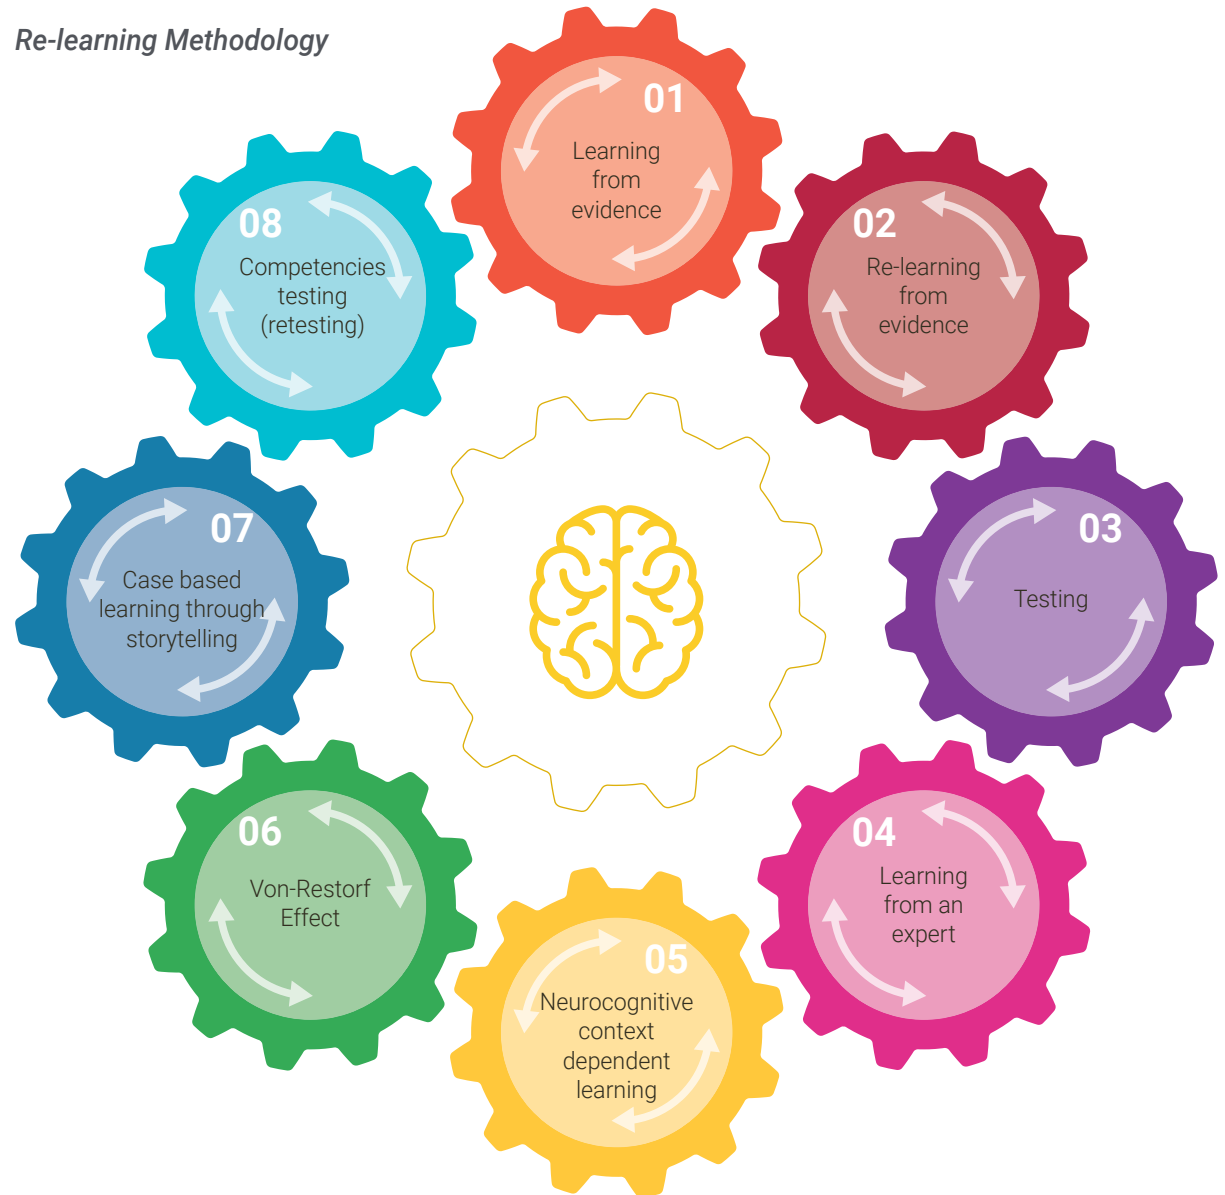 Re-learning Methodology
01
Learning
from
evidence
02
Re-learning
from
evidence
03
Testing
04
Learning
from an
expert
05
Neurocognitive
context
dependent
learning
06
Von-Restorf
Effect
07
Case based
learning through
storytelling
08
Competencies
testing
(retesting)